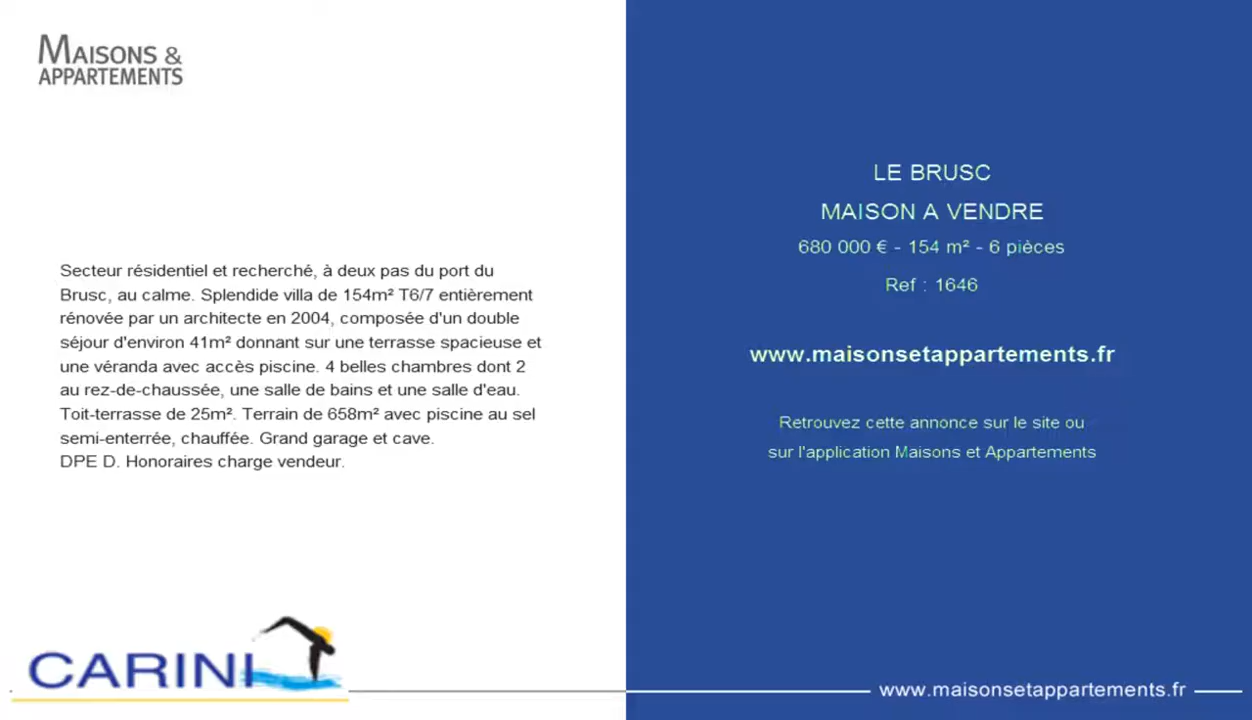 MAISONS &
APPARTEMENTS
Secteur résidentiel et recherché, à deux pas du port du
Brusc, au calme. Splendide villa de 154m² T6/7 entièrement
rénovée par un architecte en 2004, composée d'un double
séjour d'environ 41m² donnant sur une terrasse spacieuse et
une véranda avec accès piscine. 4 belles chambres dont 2
au rez-de-chaussée, une salle de bains et une salle d'eau.
Toit-terrasse de 25m². Terrain de 658m² avec piscine au sel
semi-enterrée, chauffée. Grand garage et cave.
DPE D. Honoraires charge vendeur.
CARINI
LE BRUSC
MAISON A VENDRE
680 000 € - 154 m² - 6 pièces
Ref : 1646
www.maisonsetappartements.fr
Retrouvez cette annonce sur le site ou
sur l'application Maisons et Appartements
www.maisonsetappartements.fr